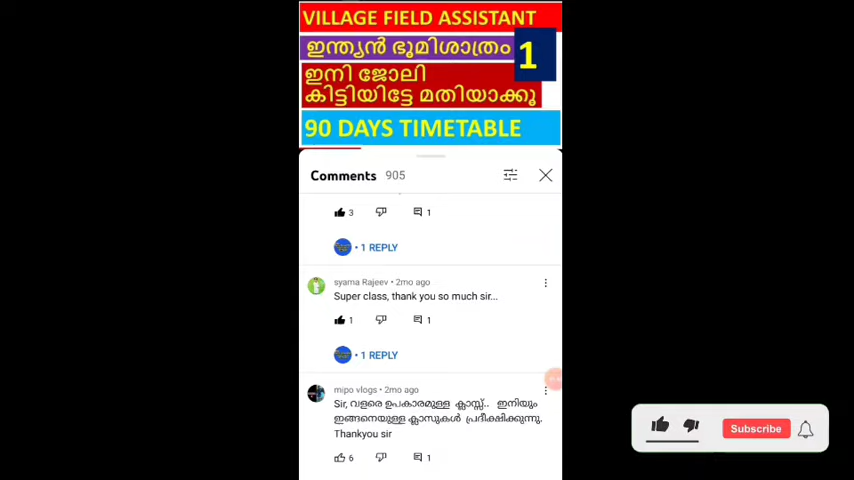 VILLAGE FIELD ASSISTANT
ഇന്ത്യൻ ഭൂമിശാത്രം 1
ഇനി ജോലി
കിട്ടിയിട്ടേ മതിയാക്കൂ
90 DAYS TIMETABLE
Comments 905
3 1
• 1 REPLY
syama Rajeev • 2mo ago
Super class, thank you so much sir...
1 1
• 1 REPLY
mipo vlogs • 2mo ago
Sir, വളരെ ഉപകാരമുള്ള ക്ലാസ്സ്.. ഇനിയും
ഇങ്ങനെയുള്ള ക്ലാസുകൾ പ്രദീക്ഷിക്കുന്നു.
Thankyou sir
6 1
Subscribe